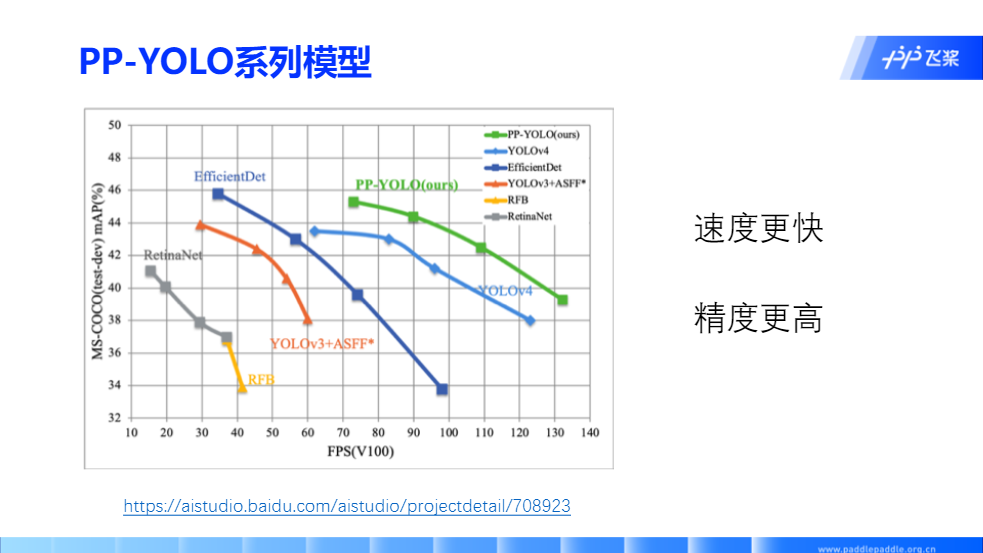 PP-YOLO系列模型
飞桨
50
48
46
44
42
40
38
36
34
32
MS-COCO(test-dev) mAP(%)
10 20 30 40 50 60 70 80 90 100 110 120 130 140
FPS(V100)
EfficientDet
PP-YOLO(ours)
RetinaNet
YOLOv4
YOLOv3+ASFF*
RFB
PP-YOLO(ours)
YOLOv4
EfficientDet
YOLOv3+ASFF*
RFB
RetinaNet
速度更快
精度更高
https://aistudio.baidu.com/aistudio/projectdetail/708923
www.paddlepaddle.org.cn